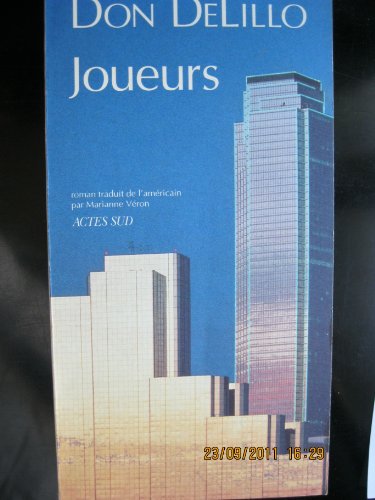 DON DELILLO
Joueurs
roman traduit de l'américain
par Marianne Véron
ACTES SUD
23/09/2011 16:29